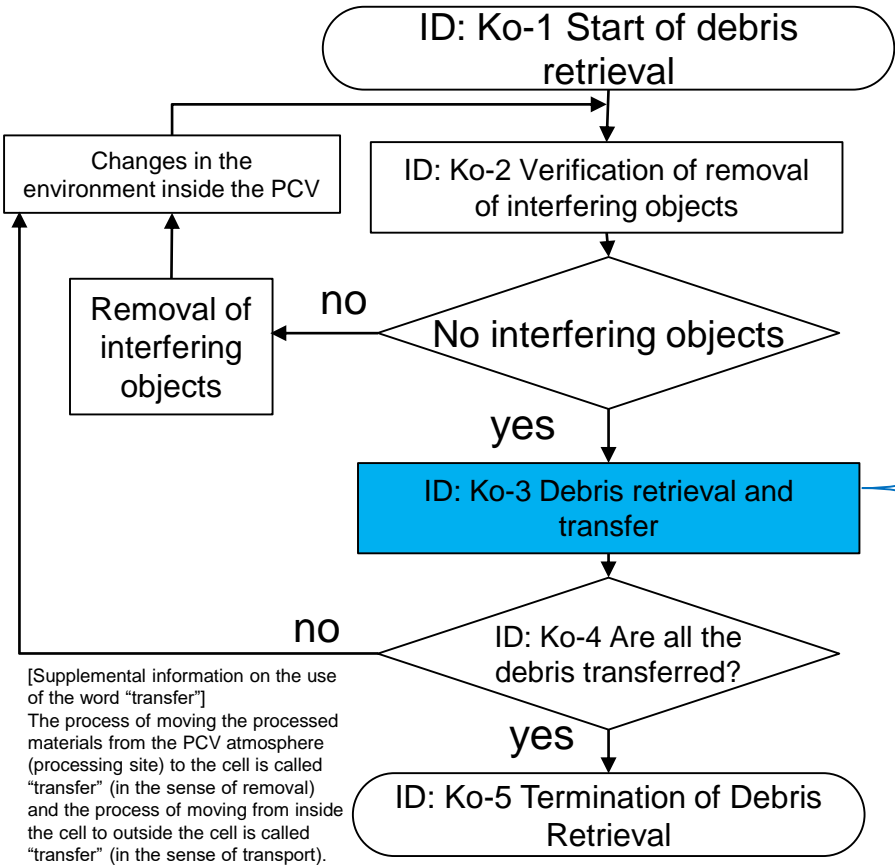 ID: Ko-1 Start of debris
retrieval
Changes in the
environment inside the PCV
ID: Ko-2 Verification of removal
of interfering objects
Removal of
interfering
objects
no
No interfering objects
yes
ID: Ko-3 Debris retrieval and
transfer
no
ID: Ko-4 Are all the
debris transferred?
[Supplemental information on the use
of the word “transfer”]
The process of moving the processed
materials from the PCV atmosphere
(processing site) to the cell is called
“transfer” (in the sense of removal)
and the process of moving from inside
the cell to outside the cell is called
“transfer” (in the sense of transport).
yes
ID: Ko-5 Termination of Debris
Retrieval